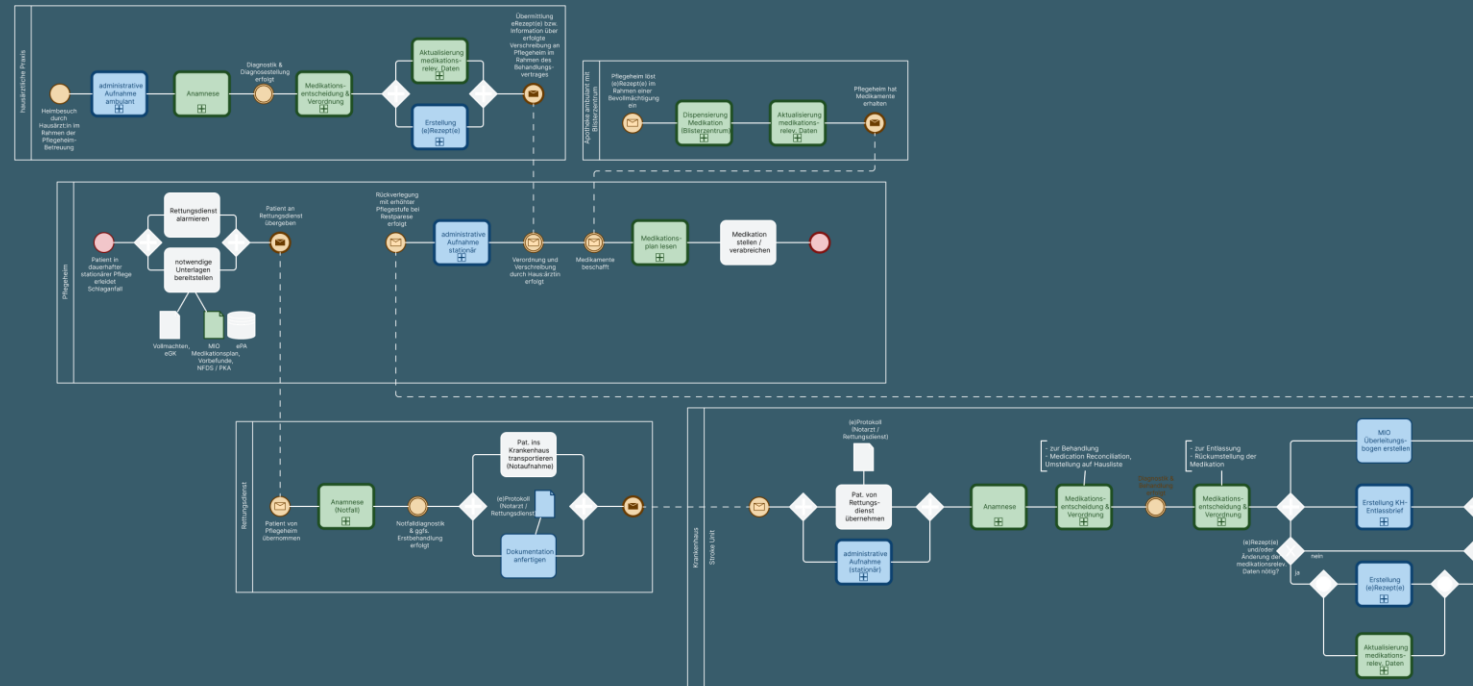 hausärztliche Praxis
Heimbesuch
durch
Hausärzt:in im
Rahmen der
Pflegeheim-
Betreuung
administrative
Aufnahme
ambulant
Anamnese
Diagnostik &
Diagnosstellung
erfolgt
Medikations-
entscheidung &
Verordnung
Aktualisierung
medikations-
relev. Daten
Erstellung
(e)Rezept(e)
Übermittlung
eRezept(e) bzw.
Information über
erfolgte
Verschreibung an
Pflegeheim im
Rahmen des
Behandlungs-
vertrages
Apotheke ambulant mit
Blisterzentrum
Pflegeheim löst
(e)Rezept(e) im
Rahmen einer
Bevollmächtigung
ein
Dispensierung
Medikation
(Blisterzentrum)
Aktualisierung
medikations-
relev. Daten
Pflegeheim hat
Medikamente
erhalten
Pflegeheim
Patient in
dauerhafter
stationärer Pflege
erleidet
Schlaganfall
Rettungsdienst
alarmieren
notwendige
Unterlagen
bereitstellen
Vollmachten,
eGK
MIO
Medikationsplan,
Vorbefunde,
NFDS / PKA
ePA
Patient an
Rettungsdienst
übergeben
Rückverlegung
mit erhöhter
Pflegestufe bei
Restparese
erfolgt
administrative
Aufnahme
stationär
Verordnung und
Verschreibung
durch Hausärztin
erfolgt
Medikamente
beschafft
Medikations-
plan lesen
Medikation
stellen /
verabreichen
Rettungsdienst
Patient von
Pflegeheim
übernommen
Anamnese
(Notfall)
Notfalldiagnostik
& ggfs.
Erstbehandlung
erfolgt
Pat. ins
Krankenhaus
transportieren
(Notaufnahme)
(e)Protokoll
(Notarzt /
Rettungsdienst)
Dokumentation
anfertigen
Krankenhaus
Stroke Unit
(e)Protokoll
(Notarzt /
Rettungsdienst)
Pat. von
Rettungs-
dienst
übernehmen
administrative
Aufnahme
(stationär)
Anamnese
- zur Behandlung
- Medication Reconciliation,
Umstellung auf Hausliste
Medikations-
entscheidung &
Verordnung
- zur Entlassung
- Rückumstellung der
Medikation
Medikations-
entscheidung &
Verordnung
MIO
Überleitungs-
bogen erstellen
Erstellung KH-
Entlassbrief
(e)Rezept(e)
und/oder
Änderung der
medikationsrelev.
Daten nötig?
nein
ja
Erstellung
(e)Rezept(e)
Aktualisierung
medikations-
relev. Daten